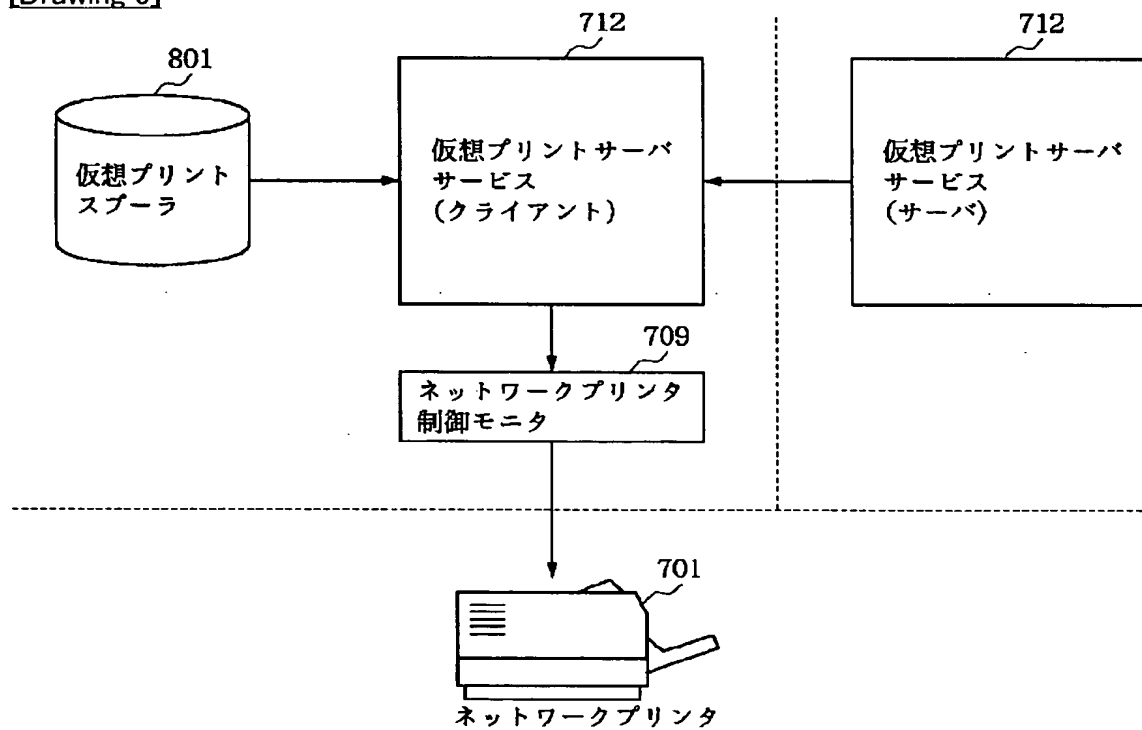 712
712
801
仮想プリント
スプーラ
仮想プリントサーバ
サービス
(クライアント)
仮想プリントサーバ
サービス
(サーバ)
709
ネットワークプリンタ
制御モニタ
701
ネットワークプリンタ